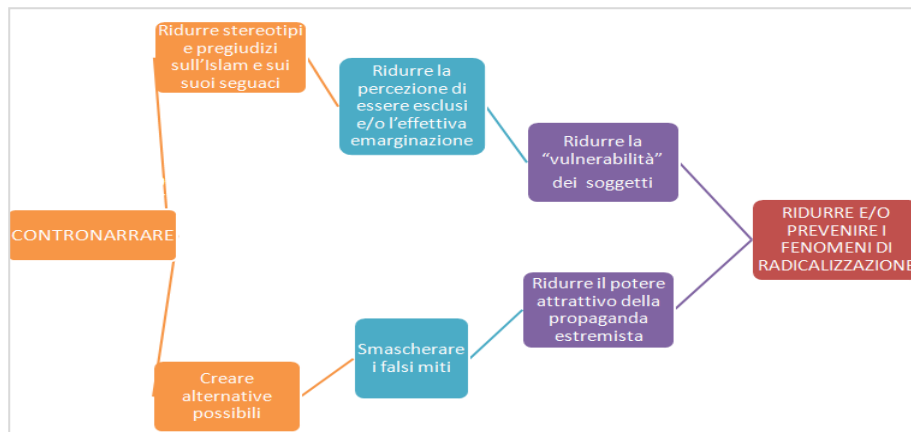 CONTRONARRARE
Ridurre stereotipi
e pregiudizi
sull'Islam e sui
suoi seguaci
Ridurre la
percezione di
essere esclusi
e/o l'effettiva
emarginazione
Ridurre la
"vulnerabilità"
dei soggetti
Creare
alternative
possibili
Smascherare
i falsi miti
Ridurre il potere
attrattivo della
propaganda
estremista
RIDURRE E/O
PREVENIRE I
FENOMENI DI
RADICALIZZAZIONE